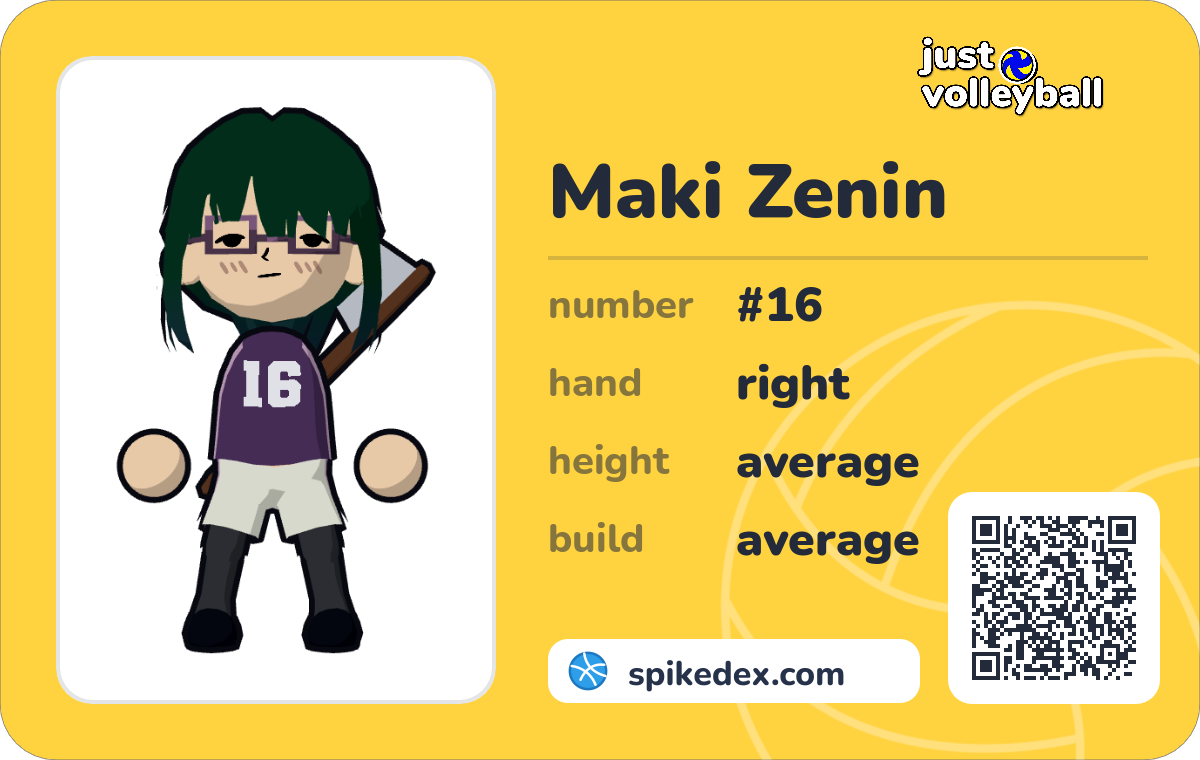 just
volleyball
Maki Zenin
number #16
hand right
height average
build average
16
spikedex.com